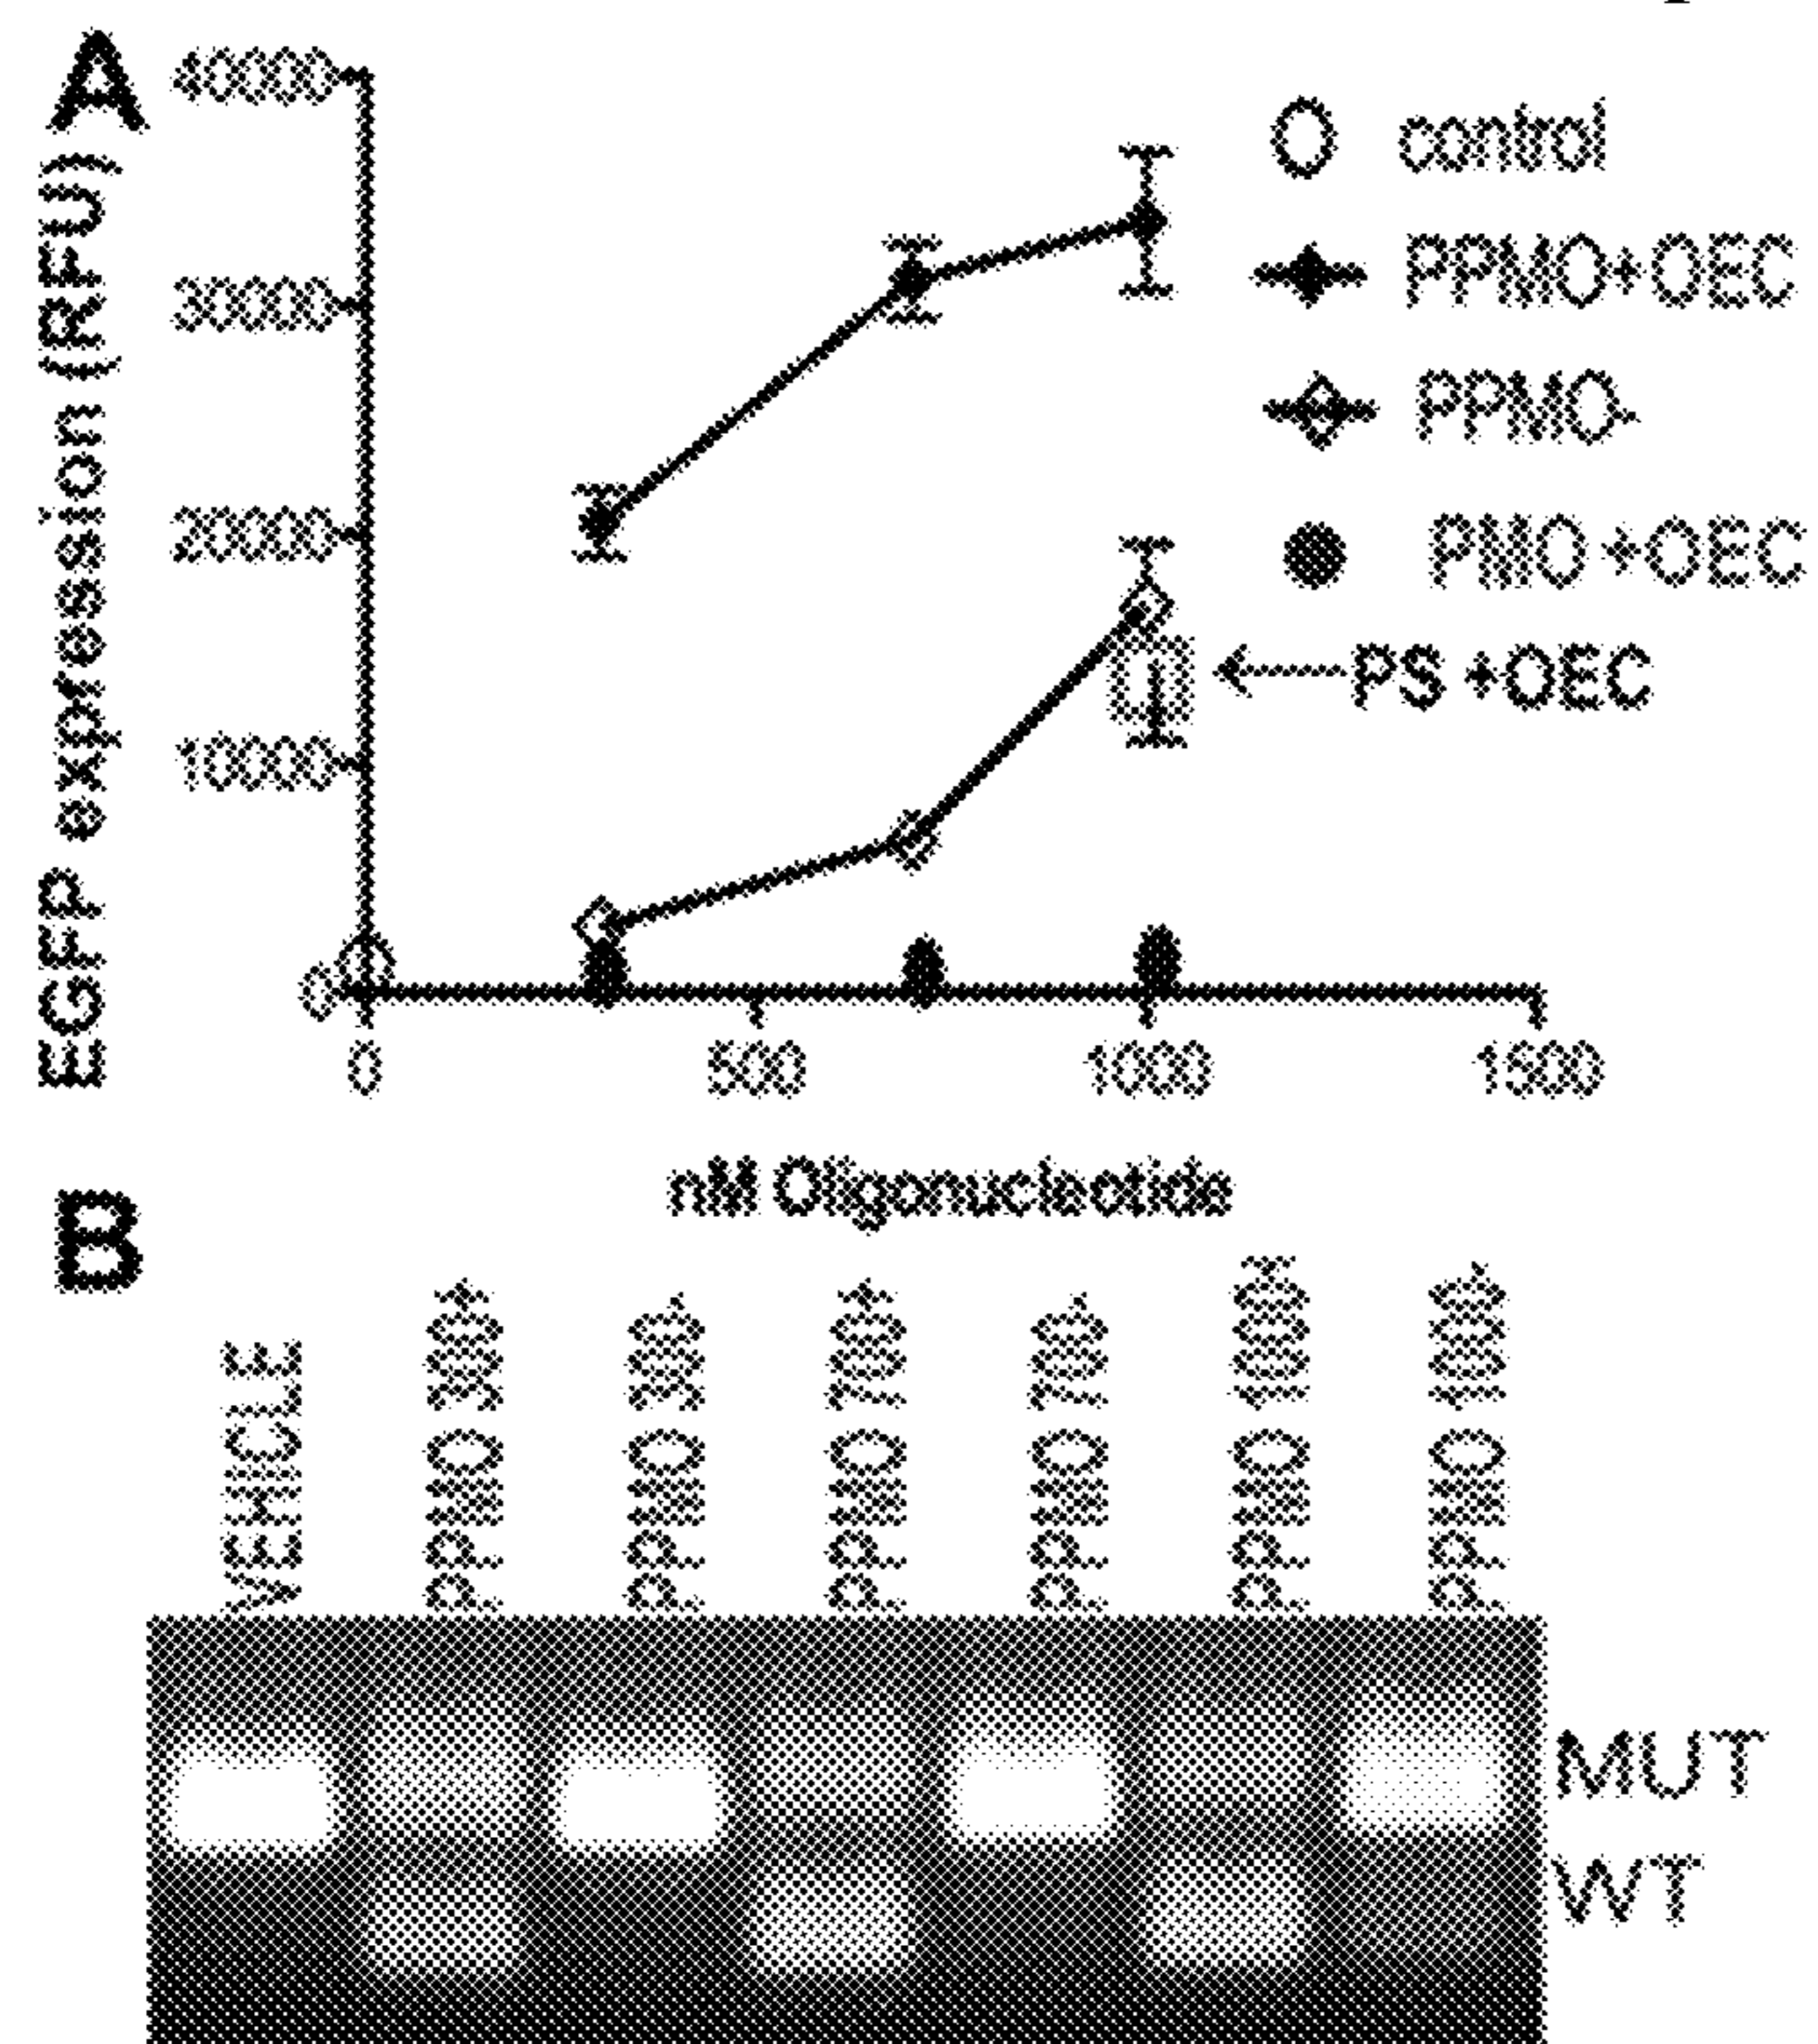 A
40000
30000
20000
10000
0
EGFP expression (RFU)
control
PPMO+OEC
PPMO-
PMO +OEC
PS +OEC
0 500 1000 1500
nM Oligonucleotide
B
VEHICLE
PPMO 300+
PPMO 300-
PPMO 700+
PPMO 700-
PPMO 1000+
PPMO 1000-
MUT
WT